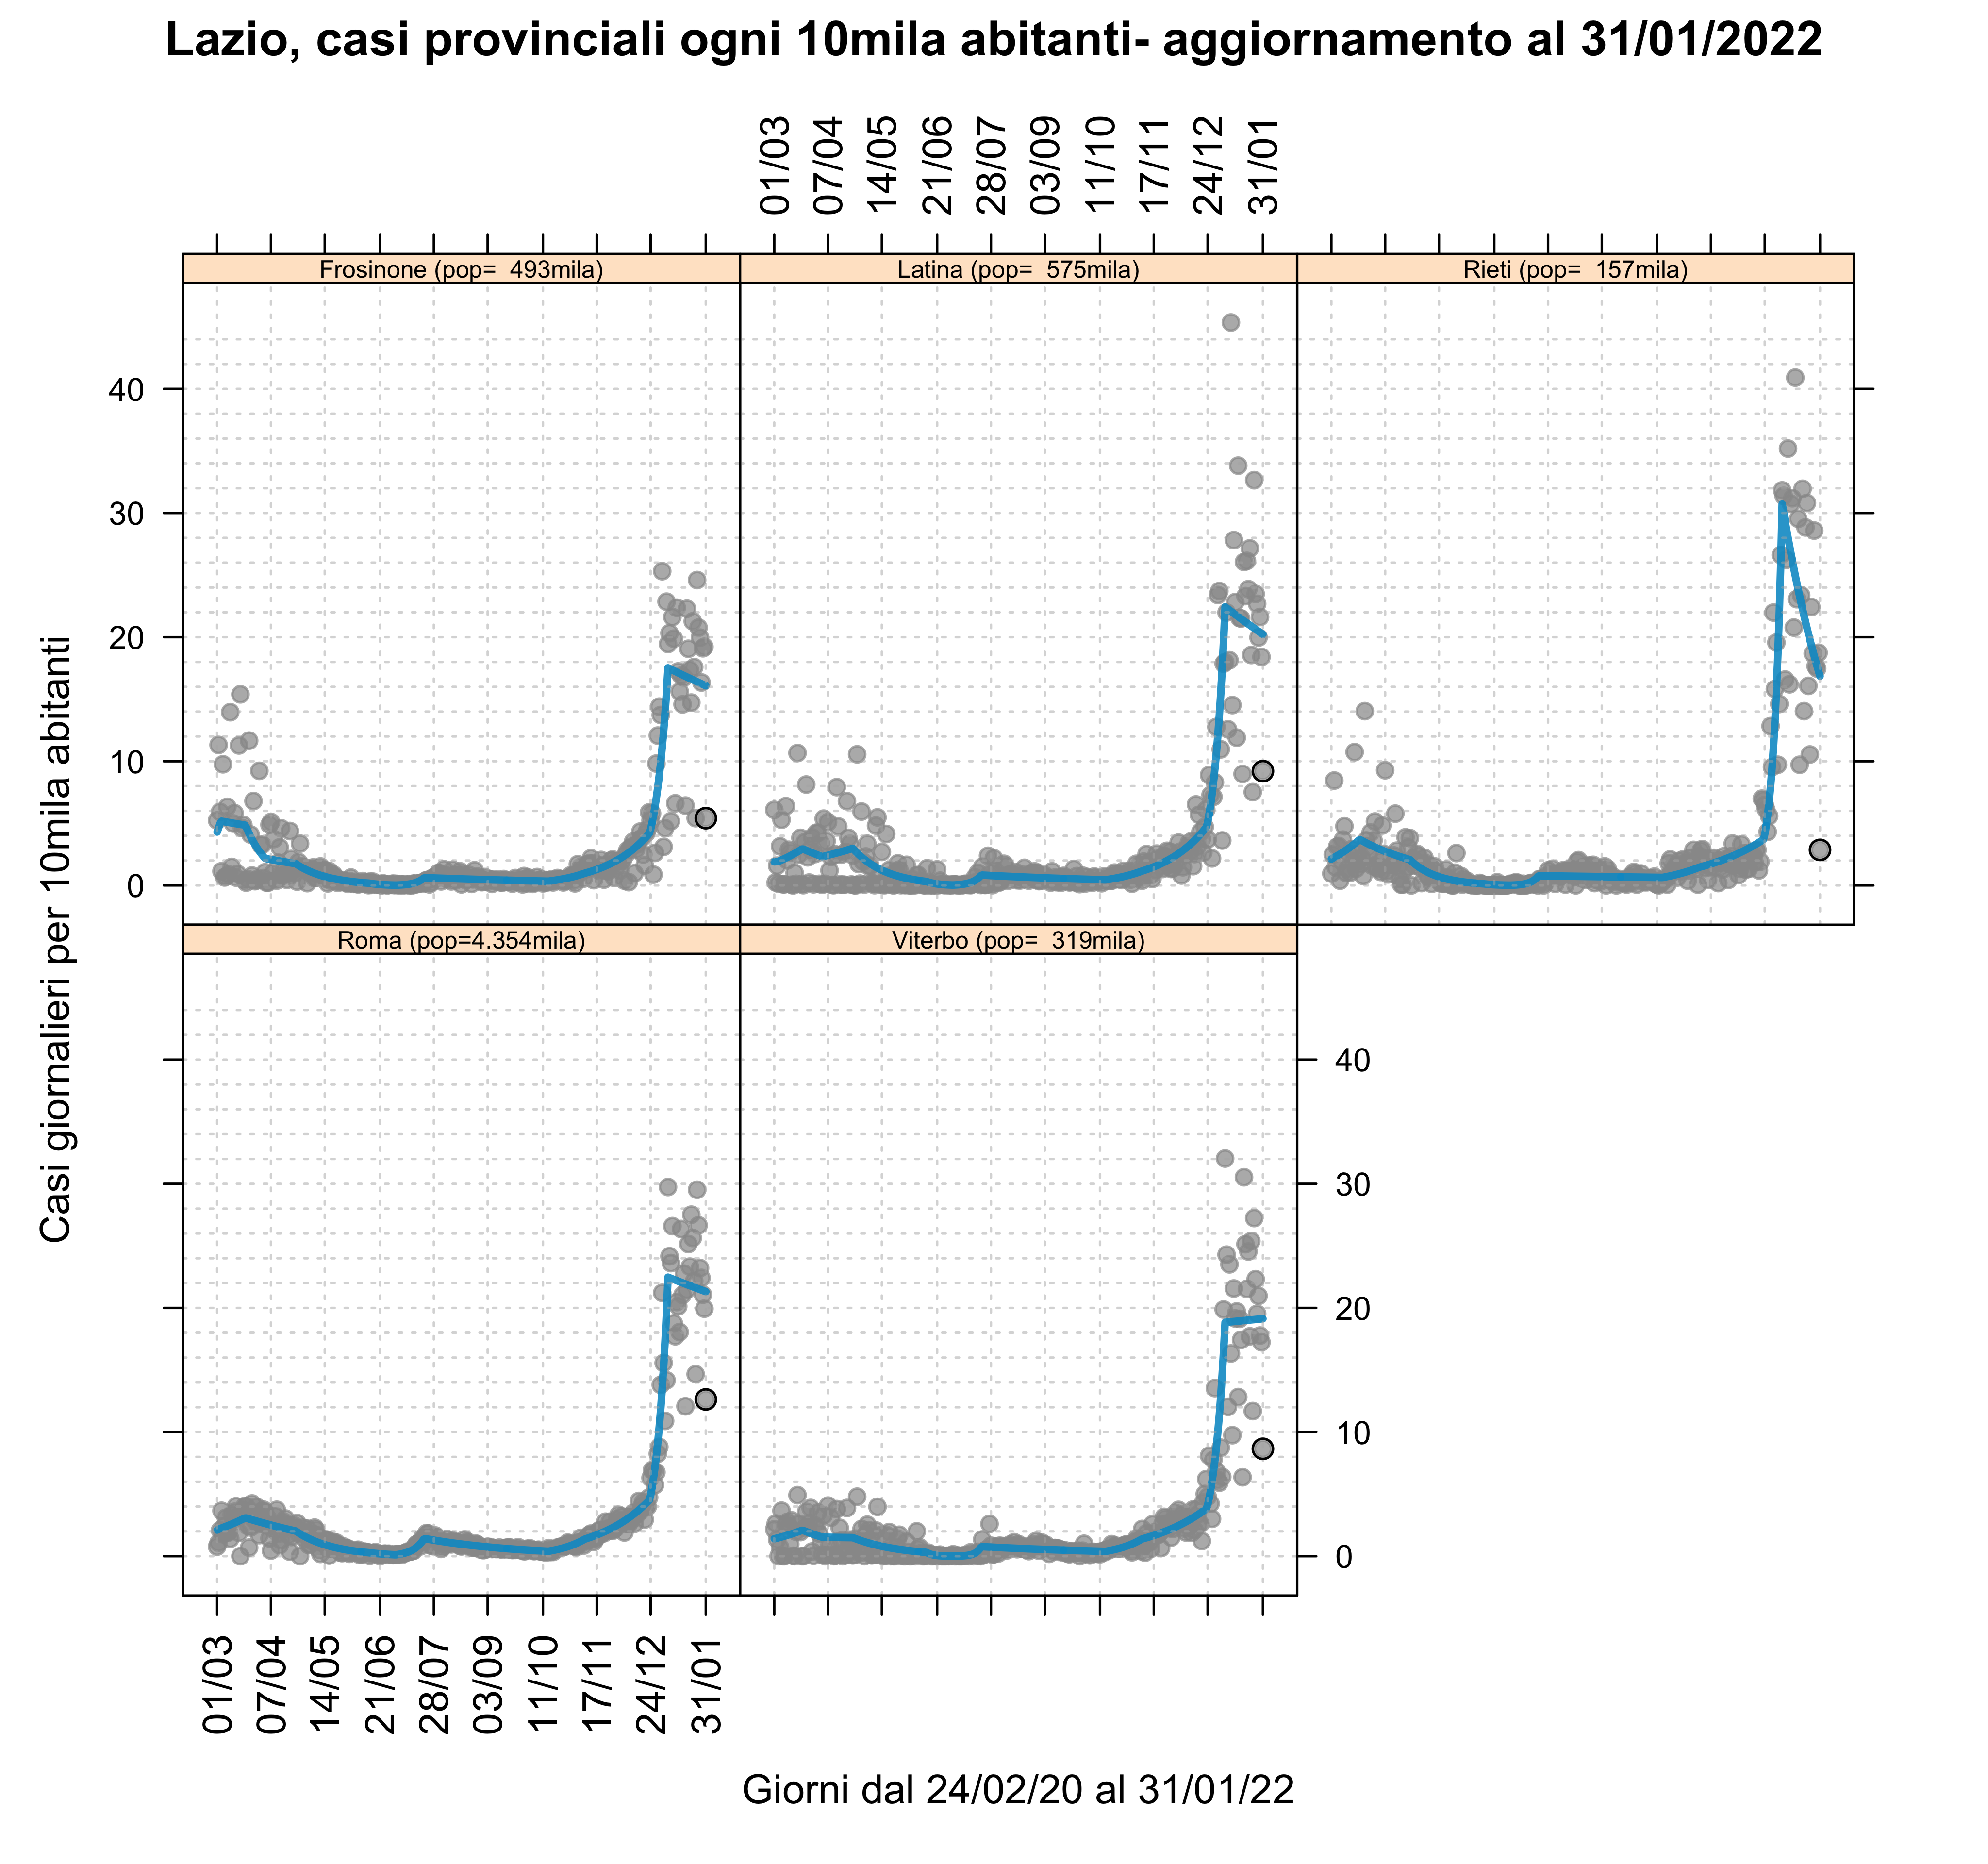 Lazio, casi provinciali ogni 10mila abitanti- aggiornamento al 31/01/2022
01/03 07/04 14/05 21/06 28/07 03/09 11/10 17/11 24/12 31/01
Frosinone (pop=  493mila)
Latina (pop=  575mila)
Rieti (pop=  157mila)
40
30
20
10
0
Casi giornalieri per 10mila abitanti
Roma (pop=4.354mila)
Viterbo (pop=  319mila)
40
30
20
10
0
01/03 07/04 14/05 21/06 28/07 03/09 11/10 17/11 24/12 31/01
Giorni dal 24/02/20 al 31/01/22